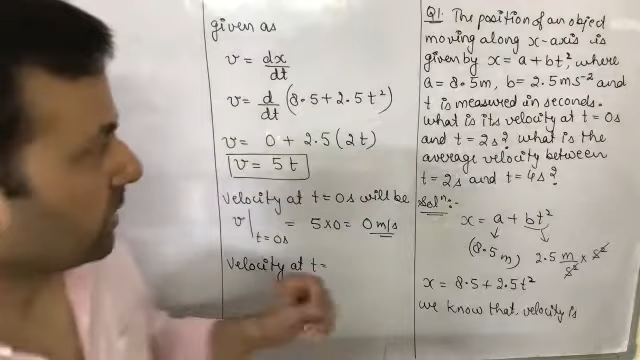 Q1. The position of an object
moving along x-axis is
given by x = a + bt², where
a = 8.5m, b = 2.5 ms⁻² and
t is measured in seconds.
what is its velocity at t = 0s
and t = 2s? what is the
average velocity between
t = 2s and t = 4s?
Solⁿ:-
x = a + bt²
(8.5m) 2.5 m/s² × s²
x = 8.5 + 2.5t²
we know that velocity is
given as
v = dx/dt
v = d/dt (8.5 + 2.5t²)
v = 0 + 2.5(2t)
v = 5t
Velocity at t = 0s will be
v|t=0s = 5×0 = 0 m/s
Velocity at t =